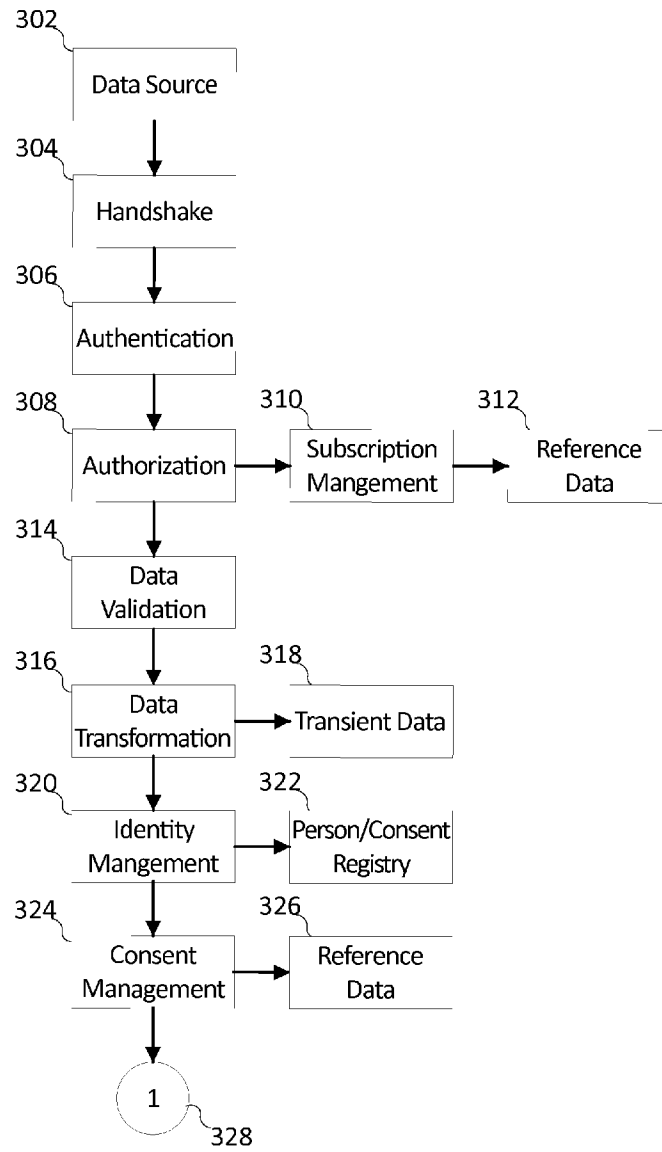 302
Data Source
304
Handshake
306
Authentication
308
310
312
Authorization
Subscription
Mangement
Reference
Data
314
Data
Validation
316
318
Data
Transformation
Transient Data
320
322
Identity
Mangement
Person/Consent
Registry
324
326
Consent
Management
Reference
Data
1
328